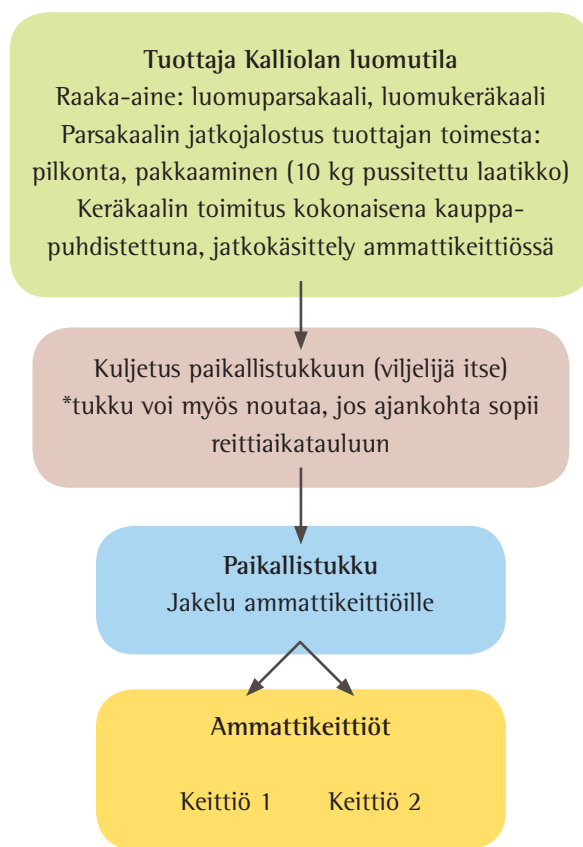 Tuottaja Kalliolan luomutila
Raaka-aine: luomuparsakaali, luomukeräkaali
Parsakaalin jatkojalostus tuottajan toimesta:
pilkonta, pakkaaminen (10 kg pussitettu laatikko)
Keräkaalin toimitus kokonaisena kauppa-
puhdistettuna, jatkokäsittely ammattikeittiössä
Kuljetus paikallistukkuun (viljelijä itse)
*tukku voi myös noutaa, jos ajankohta sopii
reittiaikatauluun
Paikallistukku
Jakelu ammattikeittiöille
Ammattikeittiöt
Keittiö 1 Keittiö 2